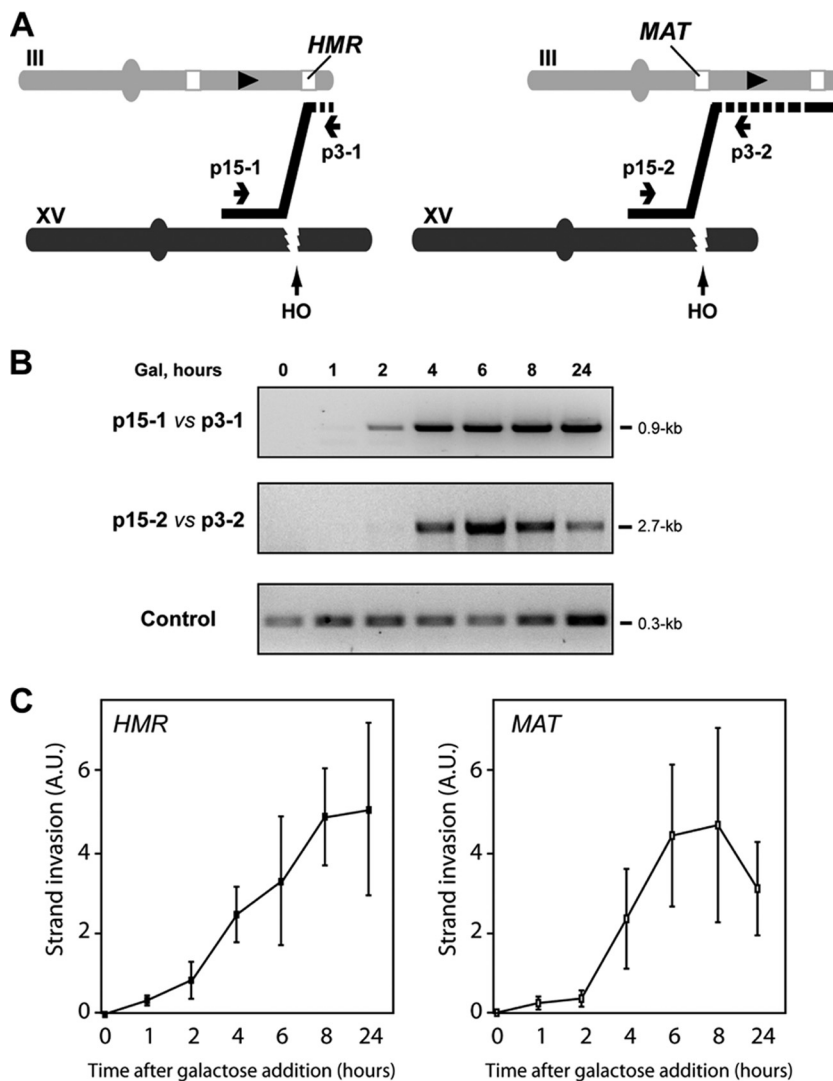 A
III
HMR
p3-1
p15-1
XV
HO
III
MAT
p3-2
p15-2
XV
HO
B
Gal, hours 0 1 2 4 6 8 24
p15-1 vs p3-1
0.9-kb
p15-2 vs p3-2
2.7-kb
Control
0.3-kb
C
HMR
Strand invasion (A.U.)
6
4
2
0
0 1 2 4 6 8 24
Time after galactose addition (hours)
MAT
Strand invasion (A.U.)
6
4
2
0
0 1 2 4 6 8 24
Time after galactose addition (hours)